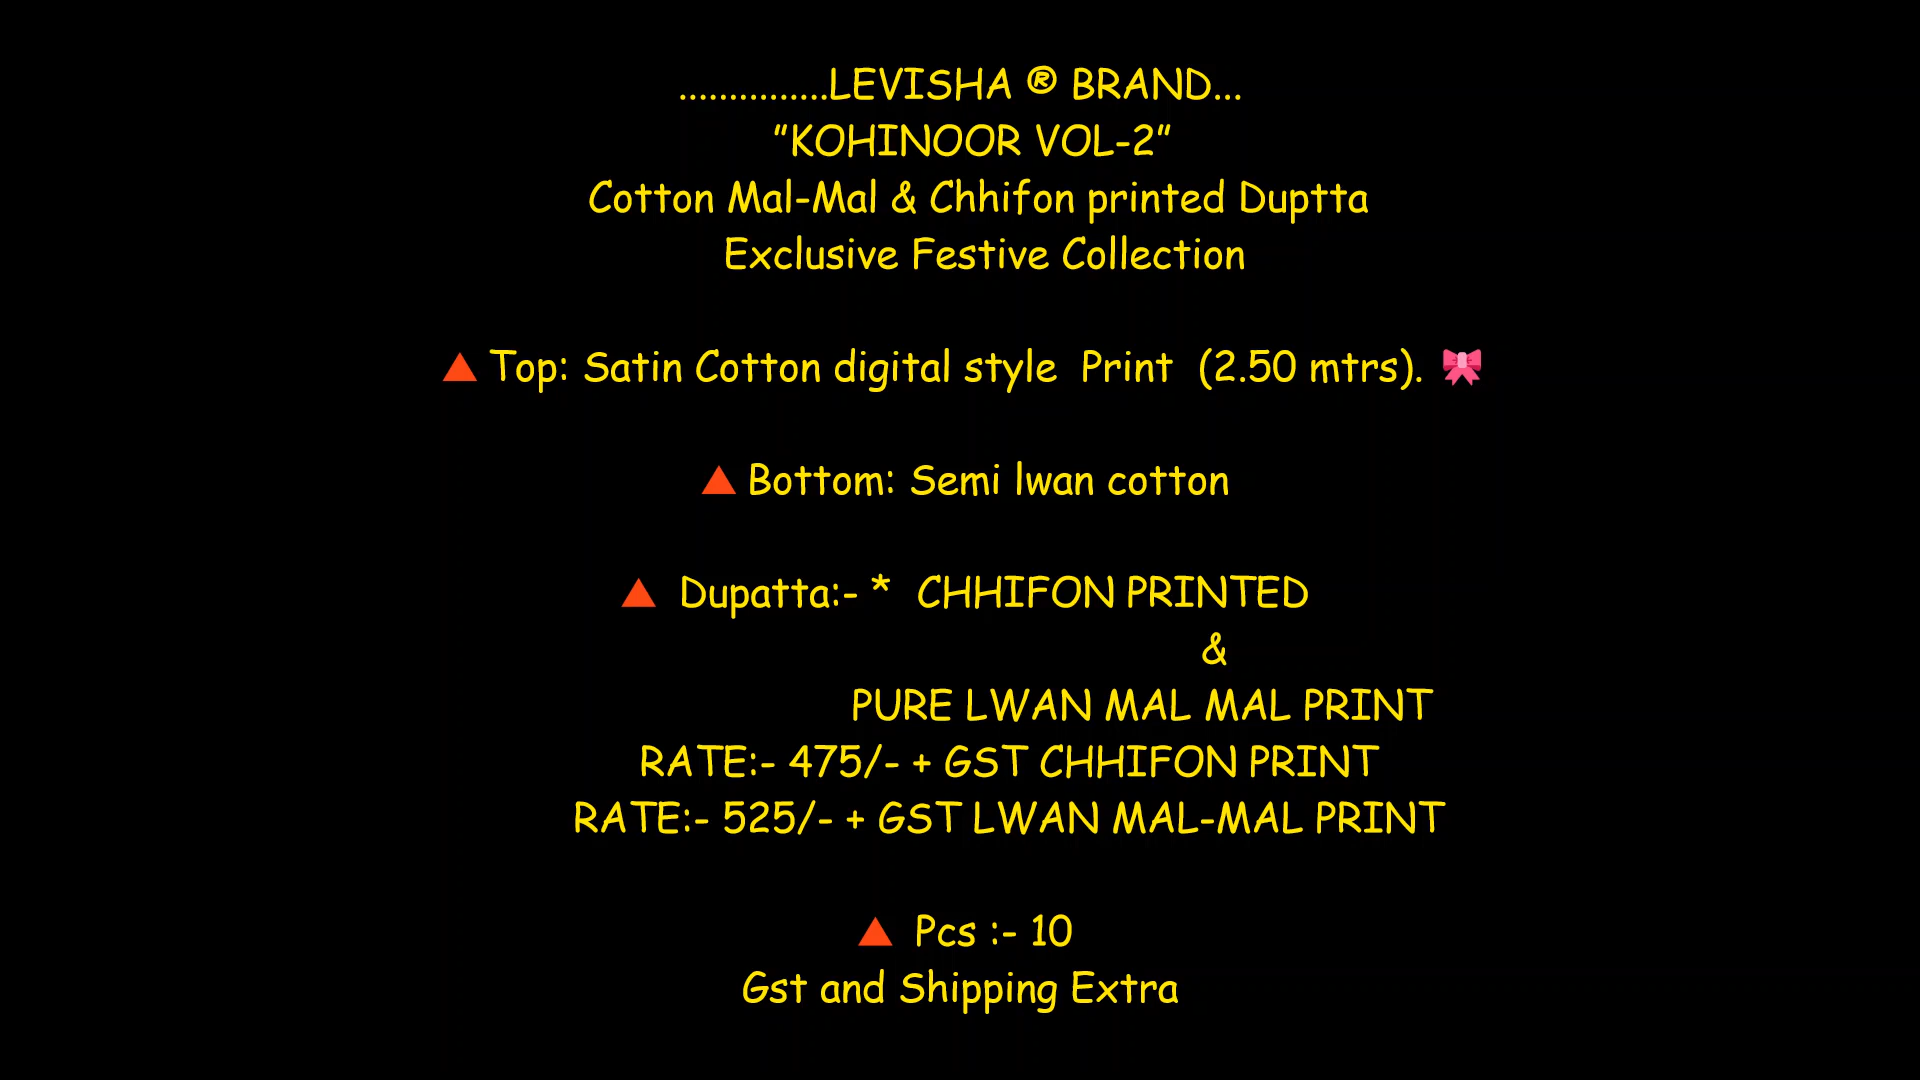 ...............LEVISHA ® BRAND...
"KOHINOOR VOL-2"
Cotton Mal-Mal & Chhifon printed Duptta
Exclusive Festive Collection
🔺Top: Satin Cotton digital style  Print  (2.50 mtrs). 🎀
🔺Bottom: Semi lwan cotton
🔺 Dupatta:- *  CHHIFON PRINTED
&
PURE LWAN MAL MAL PRINT
RATE:- 475/- + GST CHHIFON PRINT
RATE:- 525/- + GST LWAN MAL-MAL PRINT
🔺 Pcs :- 10
Gst and Shipping Extra